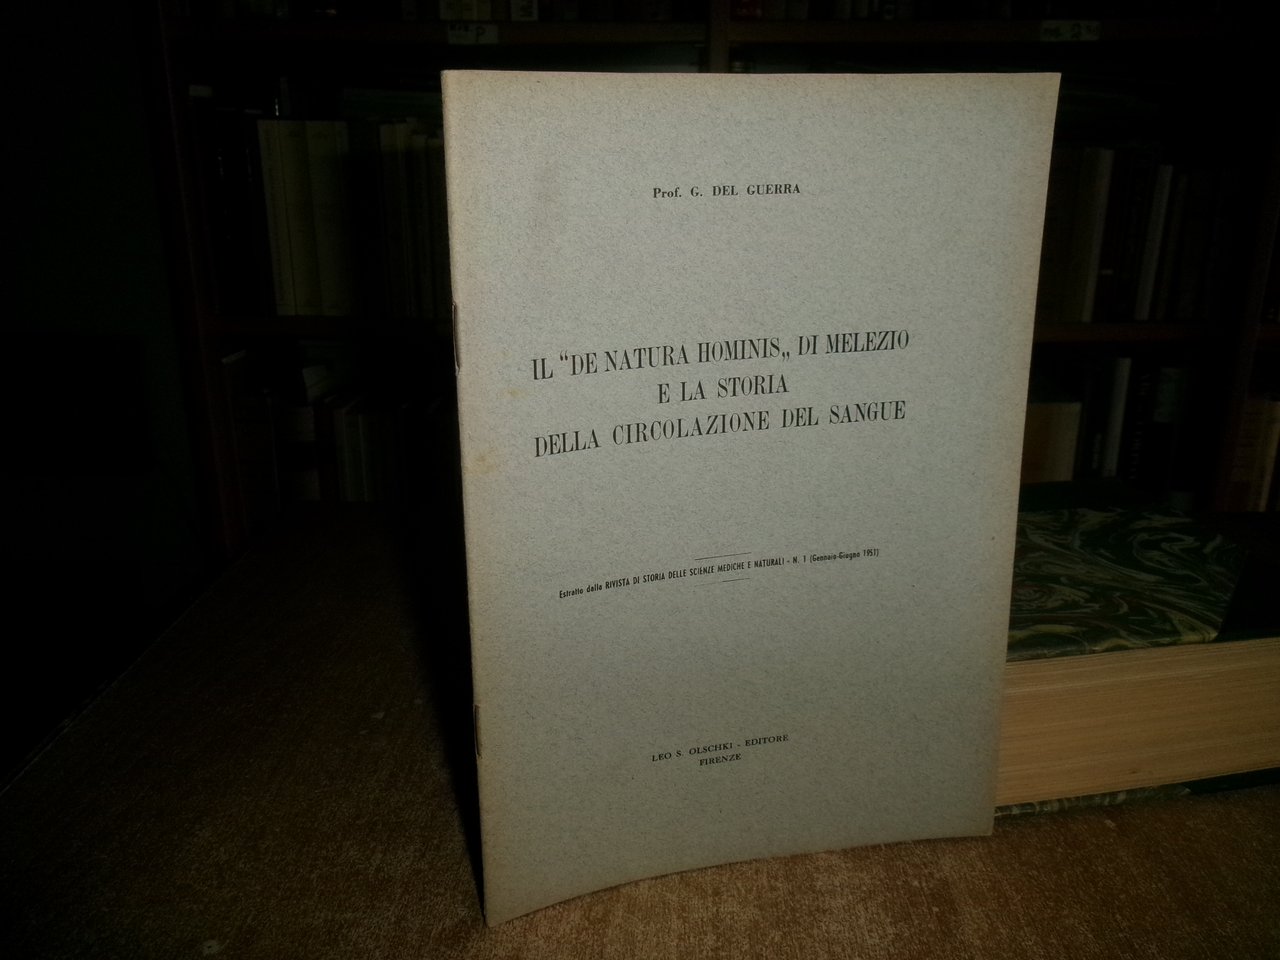 Prof. G. DEL GUERRA
IL “DE NATURA HOMINIS„ DI MELEZIO
E LA STORIA
DELLA CIRCOLAZIONE DEL SANGUE
Estratto dalla RIVISTA DI STORIA DELLE SCIENZE MEDICHE E NATURALI - N. 1 (Gennaio-Giugno 1951)
LEO S. OLSCHKI - EDITORE
FIRENZE